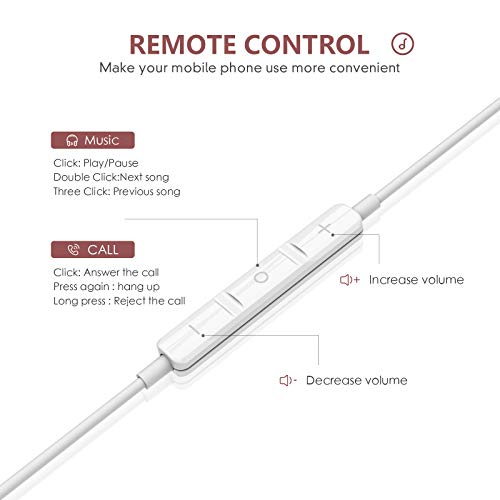 REMOTE CONTROL
Make your mobile phone use more convenient
Music
Click: Play/Pause
Double Click:Next song
Three Click: Previous song
CALL
Click: Answer the call
Press again : hang up
Long press : Reject the call
+ Increase volume
- Decrease volume